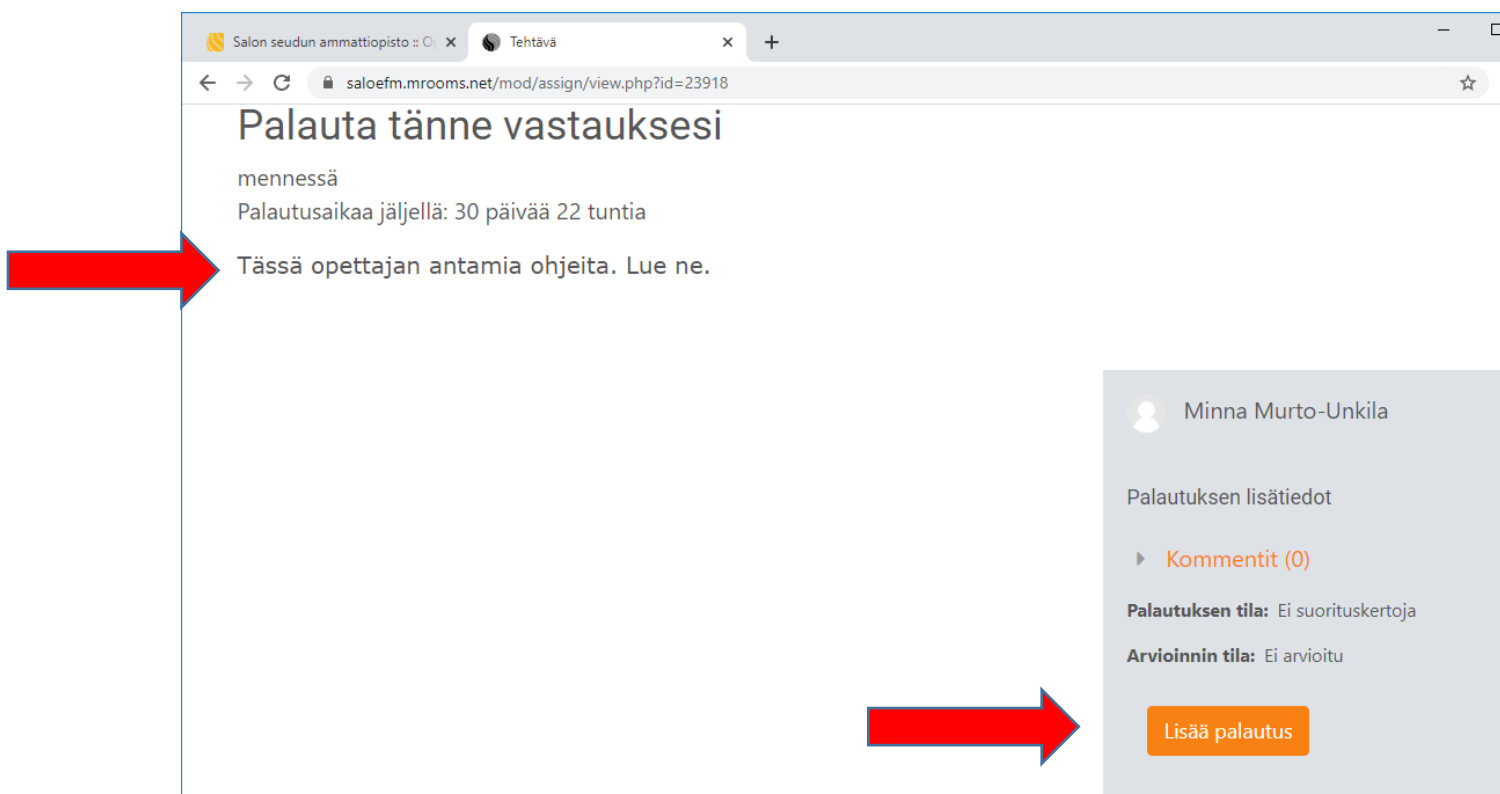 Salon seudun ammattiopisto :: O
Tehtävä
saloefm.mrooms.net/mod/assign/view.php?id=23918
Palauta tänne vastauksesi
mennessä
Palautusaikaa jäljellä: 30 päivää 22 tuntia
Tässä opettajan antamia ohjeita. Lue ne.
Minna Murto-Unkila
Palautuksen lisätiedot
Kommentit (0)
Palautuksen tila: Ei suorituskertoja
Arvioinnin tila: Ei arvioitu
Lisää palautus